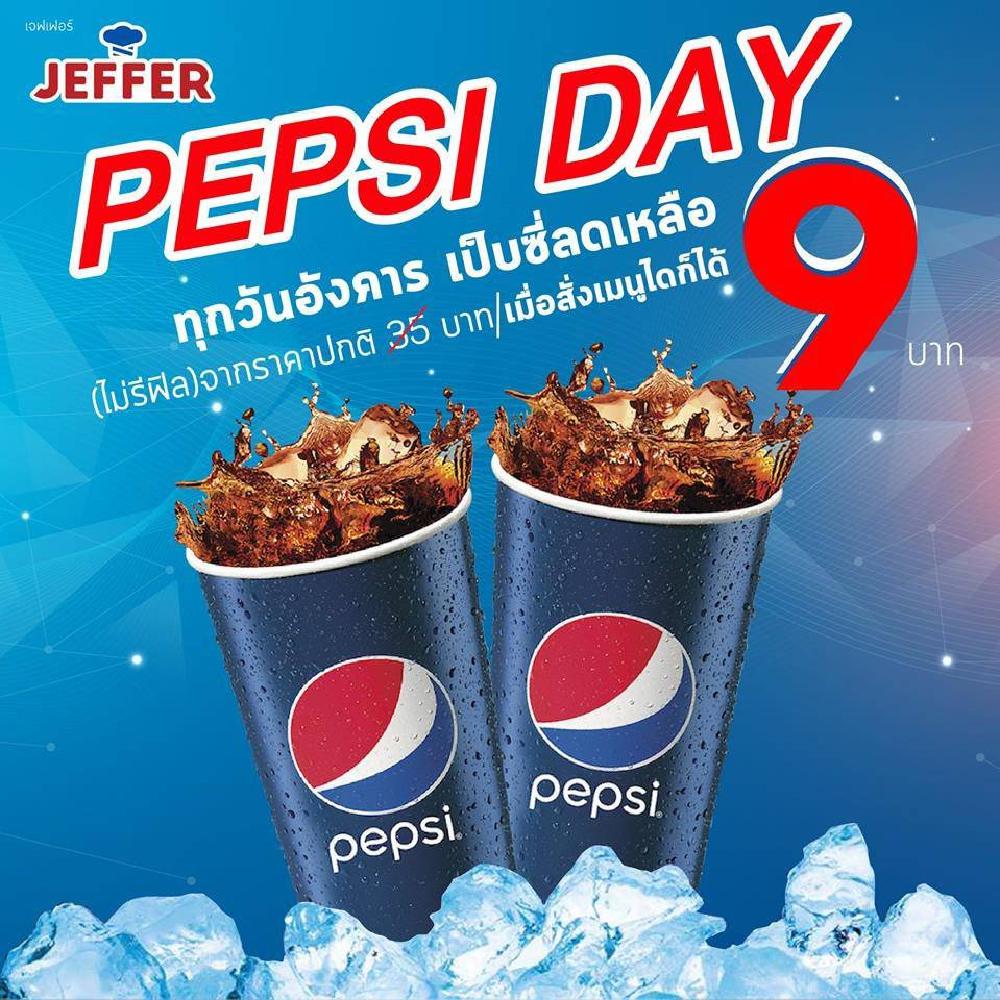 เจฟเฟอร์
JEFFER
PEPSI DAY
ทุกวันอังคาร เป็บซี่ลดเหลือ
9
บาท
(ไม่รีฟิล)จากราคาปกติ 35 บาท/เมื่อสั่งเมนูไดก็ได้
pepsi
pepsi